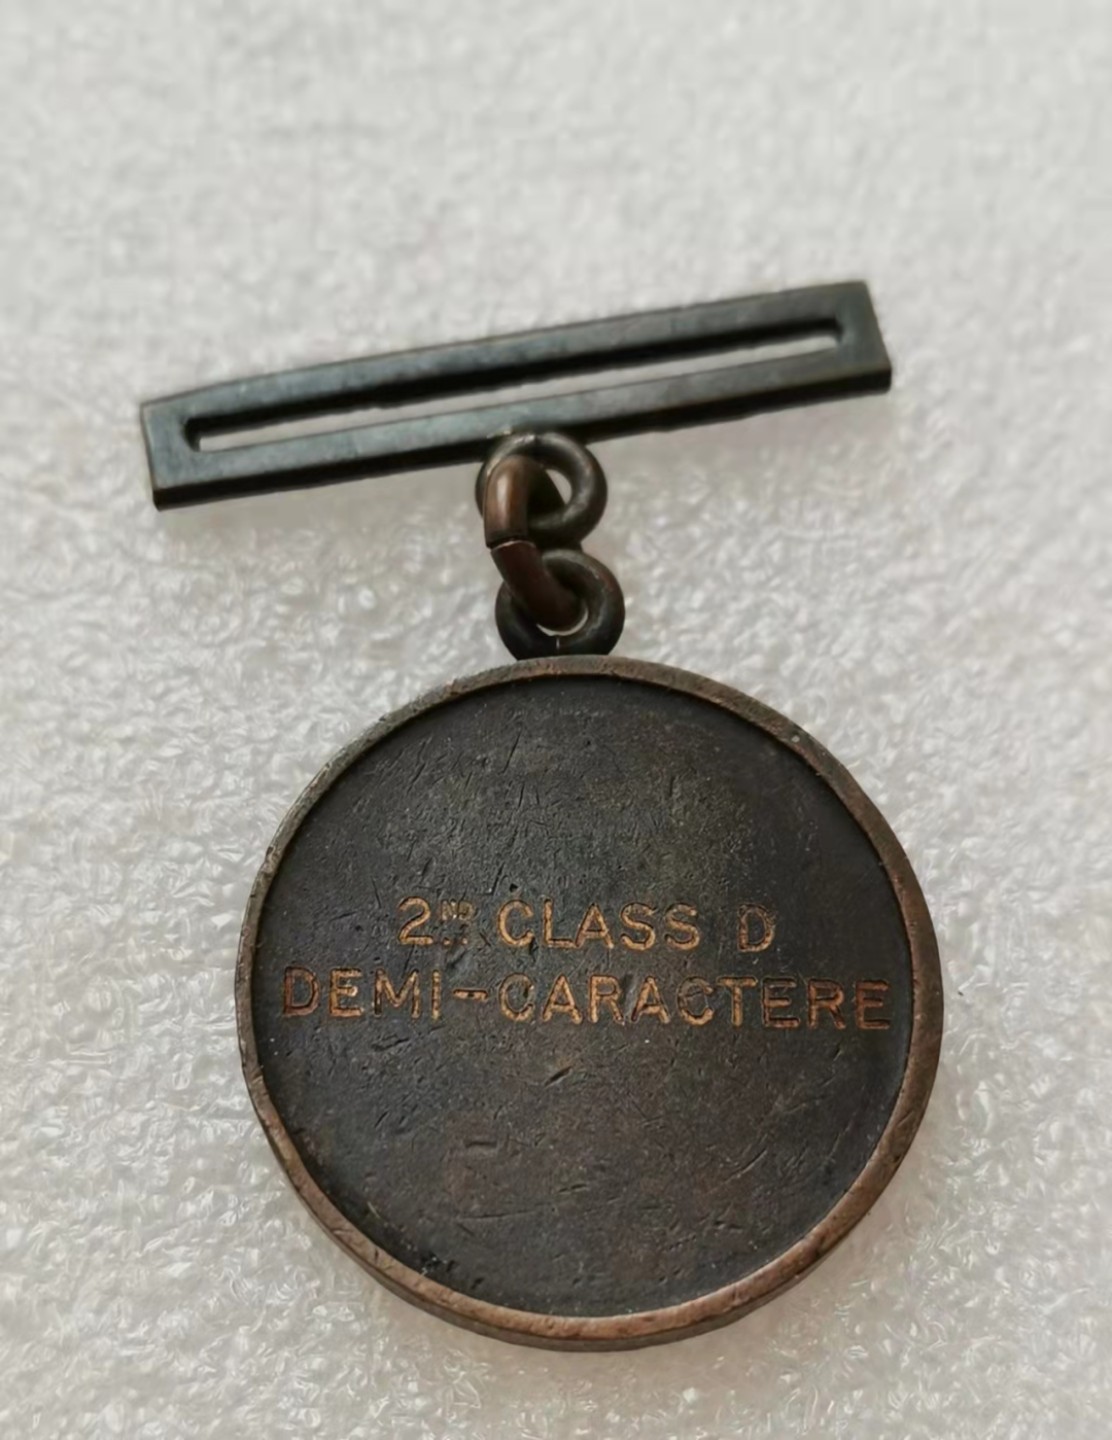 2ND CLASS D
DEMI-CARACTERE